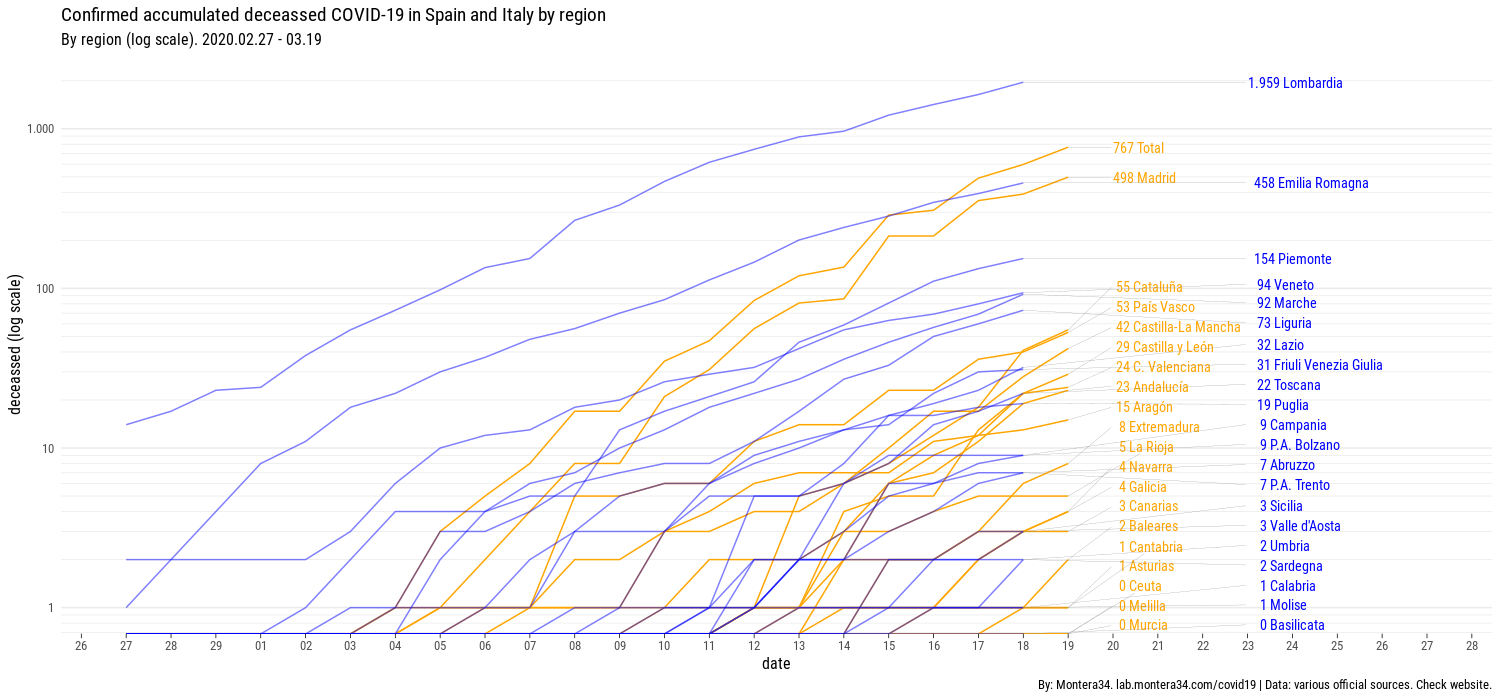 Confirmed accumulated deceassed COVID-19 in Spain and Italy by region
By region (log scale). 2020.02.27 - 03.19
deceassed (log scale)
1.000
100
10
1
1.959 Lombardia
767 Total
498 Madrid
458 Emilia Romagna
154 Piemonte
94 Veneto
92 Marche
73 Liguria
32 Lazio
31 Friuli Venezia Giulia
22 Toscana
19 Puglia
9 Campania
9 P.A. Bolzano
7 Abruzzo
7 P.A. Trento
3 Sicilia
3 Valle d'Aosta
2 Umbria
2 Sardegna
1 Calabria
1 Molise
0 Basilicata
55 Cataluña
53 País Vasco
42 Castilla-La Mancha
29 Castilla y León
24 C. Valenciana
23 Andalucía
15 Aragón
8 Extremadura
5 La Rioja
4 Navarra
4 Galicia
3 Canarias
2 Baleares
1 Cantabria
1 Asturias
0 Ceuta
0 Melilla
0 Murcia
26 27 28 29 01 02 03 04 05 06 07 08 09 10 11 12 13 14 15 16 17 18 19 20 21 22 23 24 25 26 27 28
date
By: Montera34. lab.montera34.com/covid19 | Data: various official sources. Check website.